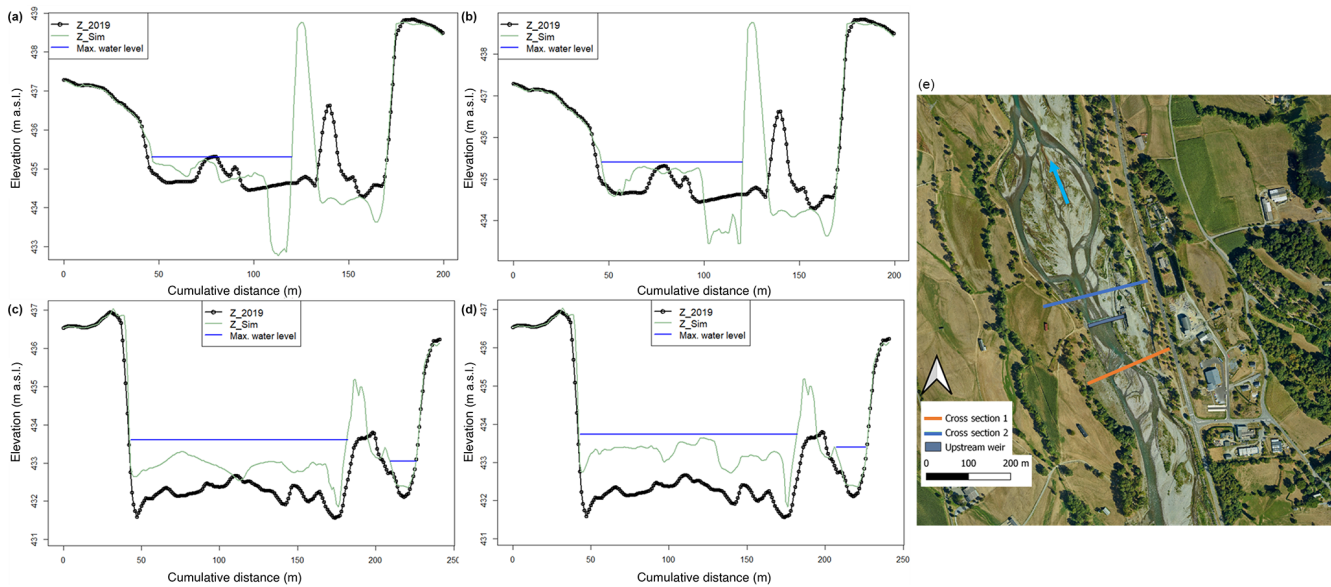 (a)
439
438
437
436
435
434
433
Elevation (m a.s.l.)
Z_2019
Z_Sim
Max. water level
0
50
100
150
200
Cumulative distance (m)
(b)
439
438
437
436
435
434
Elevation (m a.s.l.)
Z_2019
Z_Sim
Max. water level
0
50
100
150
200
Cumulative distance (m)
(c)
437
436
435
434
433
432
431
Elevation (m a.s.l.)
Z_2019
Z_Sim
Max. water level
0
50
100
150
200
250
Cumulative distance (m)
(d)
437
436
435
434
433
432
431
Elevation (m a.s.l.)
Z_2019
Z_Sim
Max. water level
0
50
100
150
200
250
Cumulative distance (m)
(e)
Cross section 1
Cross section 2
Upstream weir
0 100 200 m